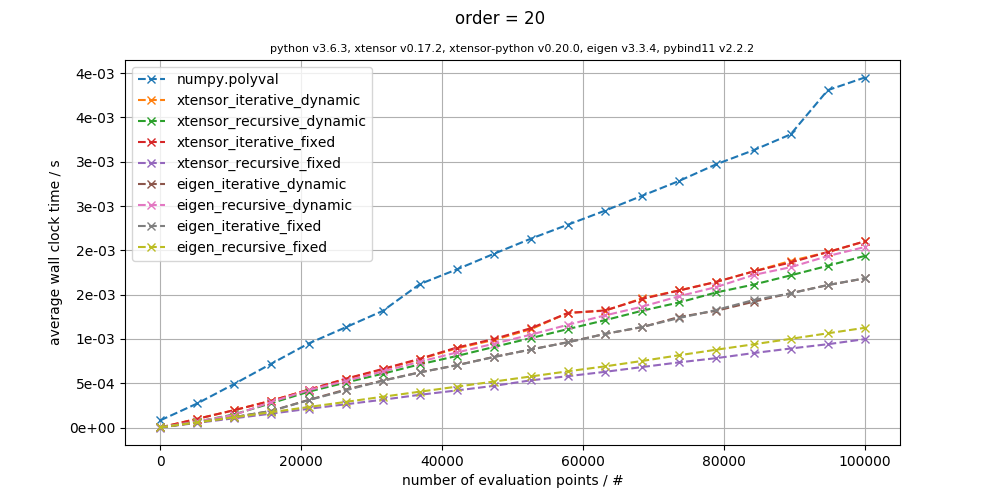 order = 20
python v3.6.3, xtensor v0.17.2, xtensor-python v0.20.0, eigen v3.3.4, pybind11 v2.2.2
average wall clock time / s
4e-03
4e-03
3e-03
3e-03
2e-03
2e-03
1e-03
5e-04
0e+00
numpy.polyval
xtensor_iterative_dynamic
xtensor_recursive_dynamic
xtensor_iterative_fixed
xtensor_recursive_fixed
eigen_iterative_dynamic
eigen_recursive_dynamic
eigen_iterative_fixed
eigen_recursive_fixed
0 20000 40000 60000 80000 100000
number of evaluation points / #